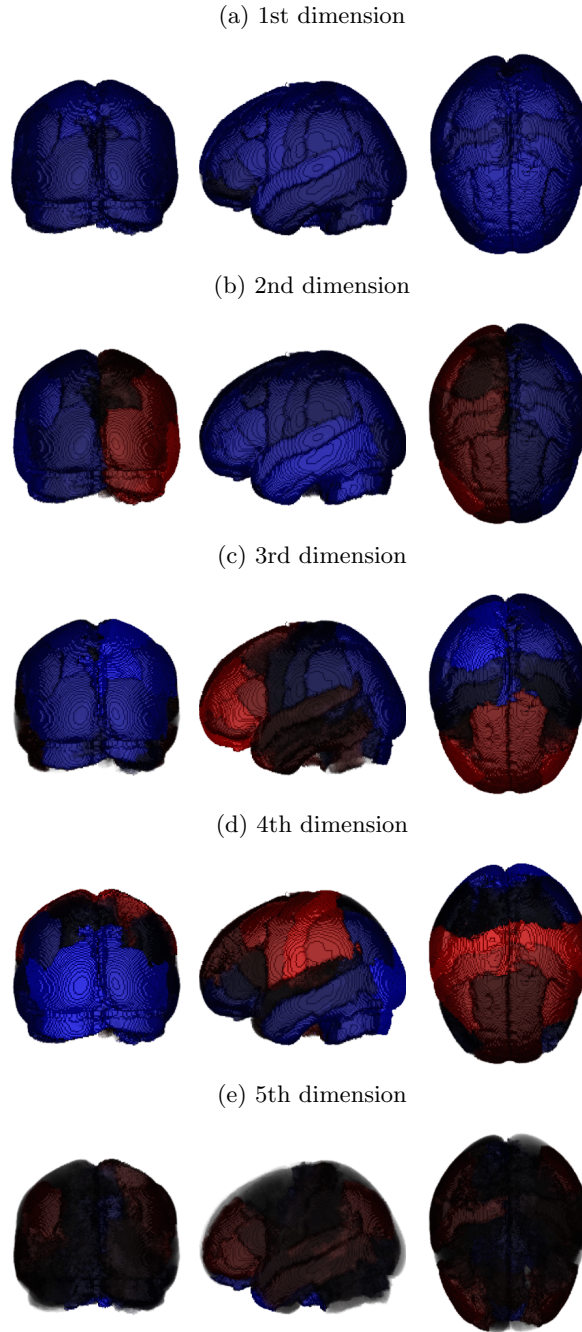 (a) 1st dimension
(b) 2nd dimension
(c) 3rd dimension
(d) 4th dimension
(e) 5th dimension